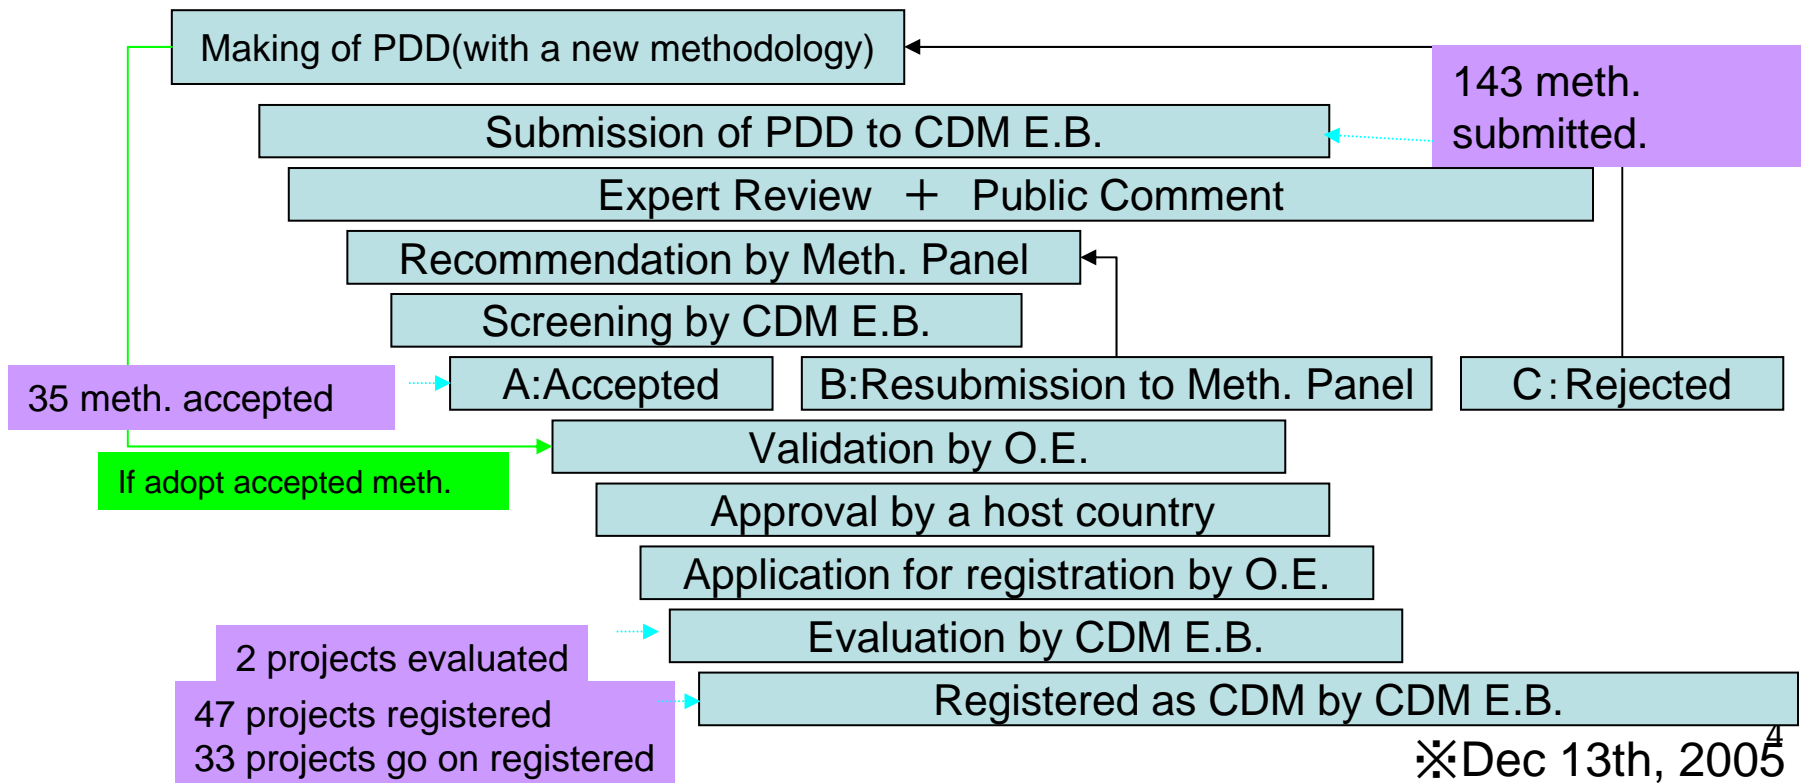 Making of PDD(with a new methodology)
143 meth.
submitted.
Submission of PDD to CDM E.B.
Expert Review ＋ Public Comment
Recommendation by Meth. Panel
Screening by CDM E.B.
35 meth. accepted
A:Accepted
B:Resubmission to Meth. Panel
C：Rejected
Validation by O.E.
If adopt accepted meth.
Approval by a host country
Application for registration by O.E.
Evaluation by CDM E.B.
2 projects evaluated
Registered as CDM by CDM E.B.
47 projects registered
33 projects go on registered
4
※Dec 13th, 2005